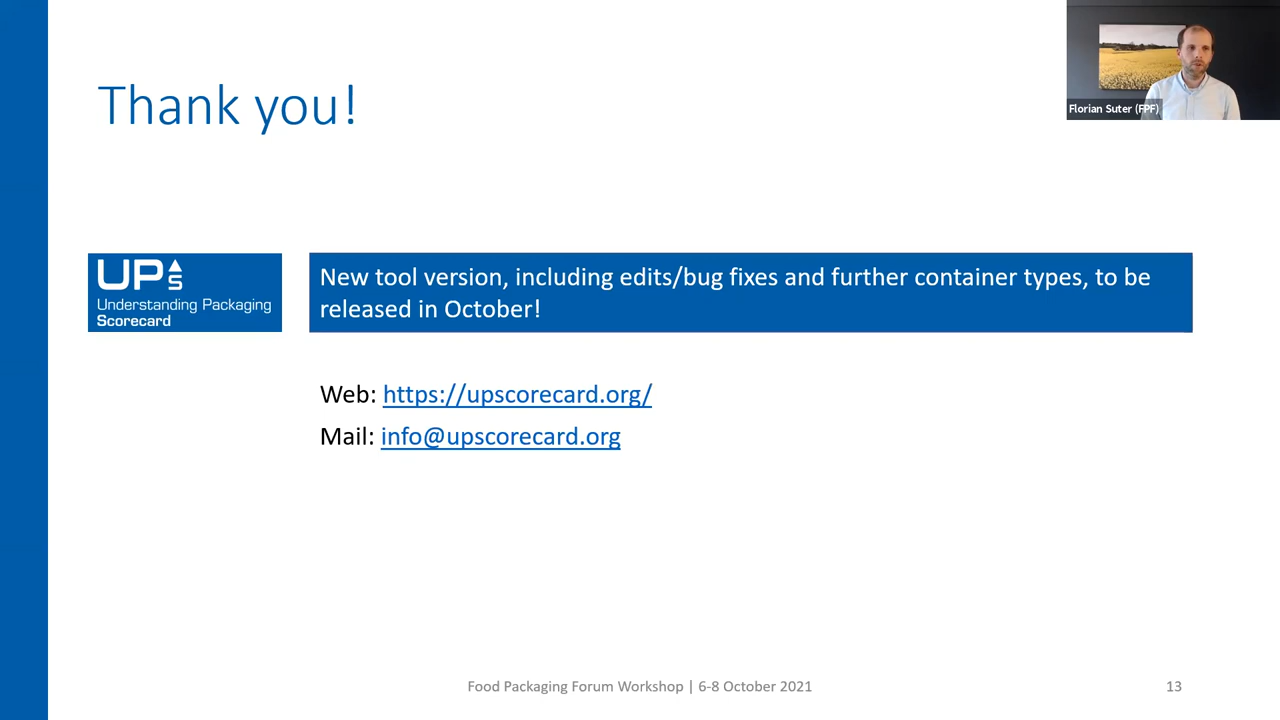 Florian Suter (FPF)
Thank you!
UPS
Understanding Packaging
Scorecard
New tool version, including edits/bug fixes and further container types, to be
released in October!
Web: https://upscorecard.org/
Mail: info@upscorecard.org
Food Packaging Forum Workshop | 6-8 October 2021
13